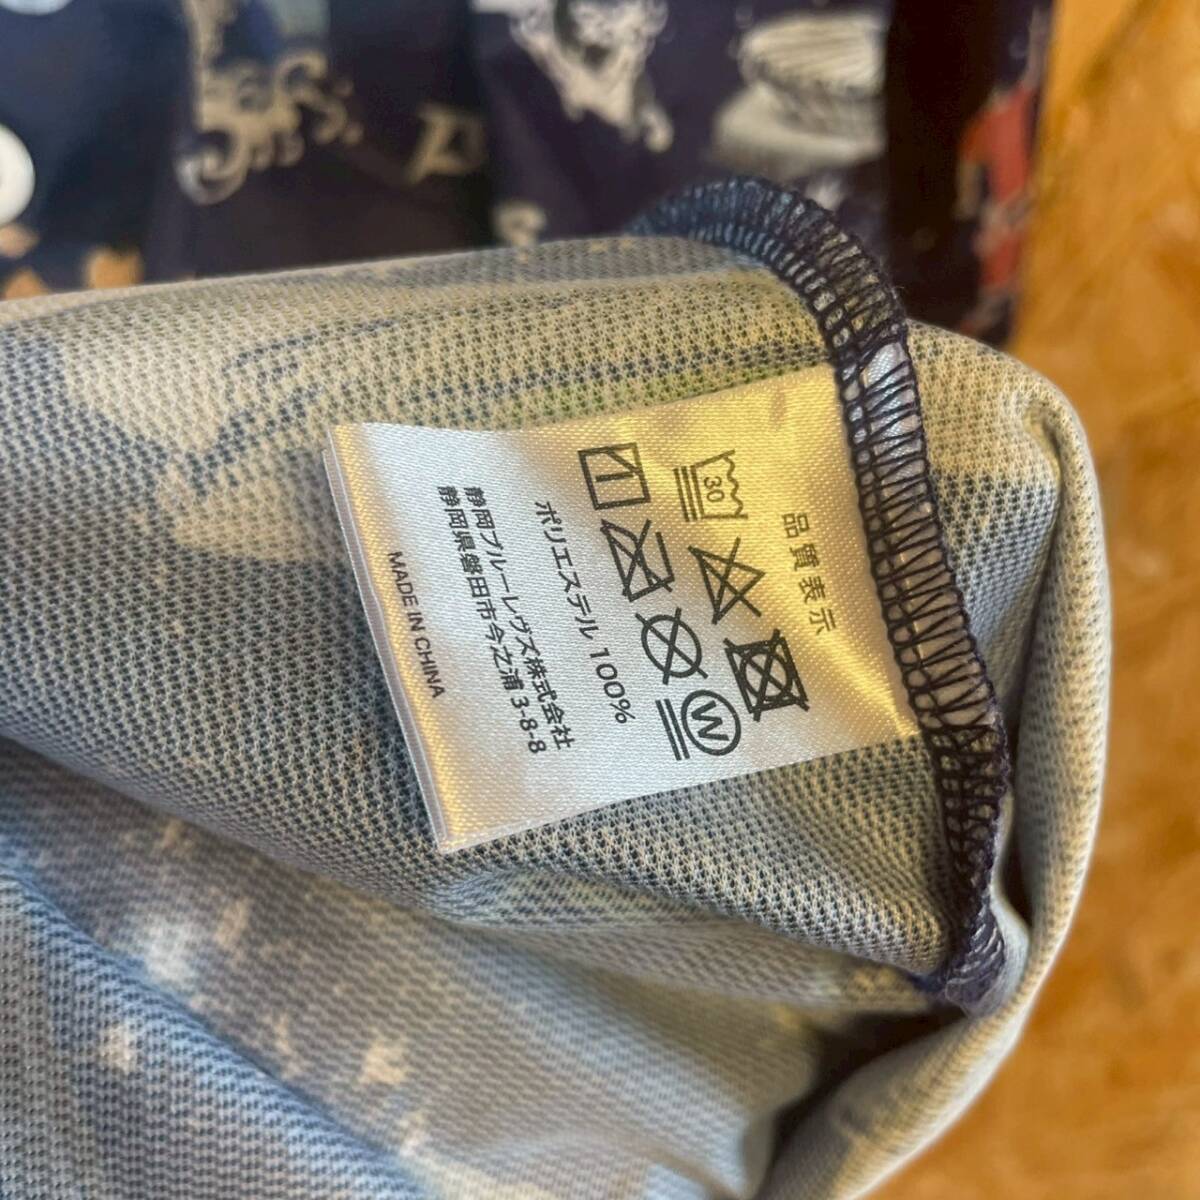 品質表示
30
W
ポリエステル 100%
静岡ブルーレヴズ株式会社
静岡県磐田市今之浦 3-8-8
MADE IN CHINA